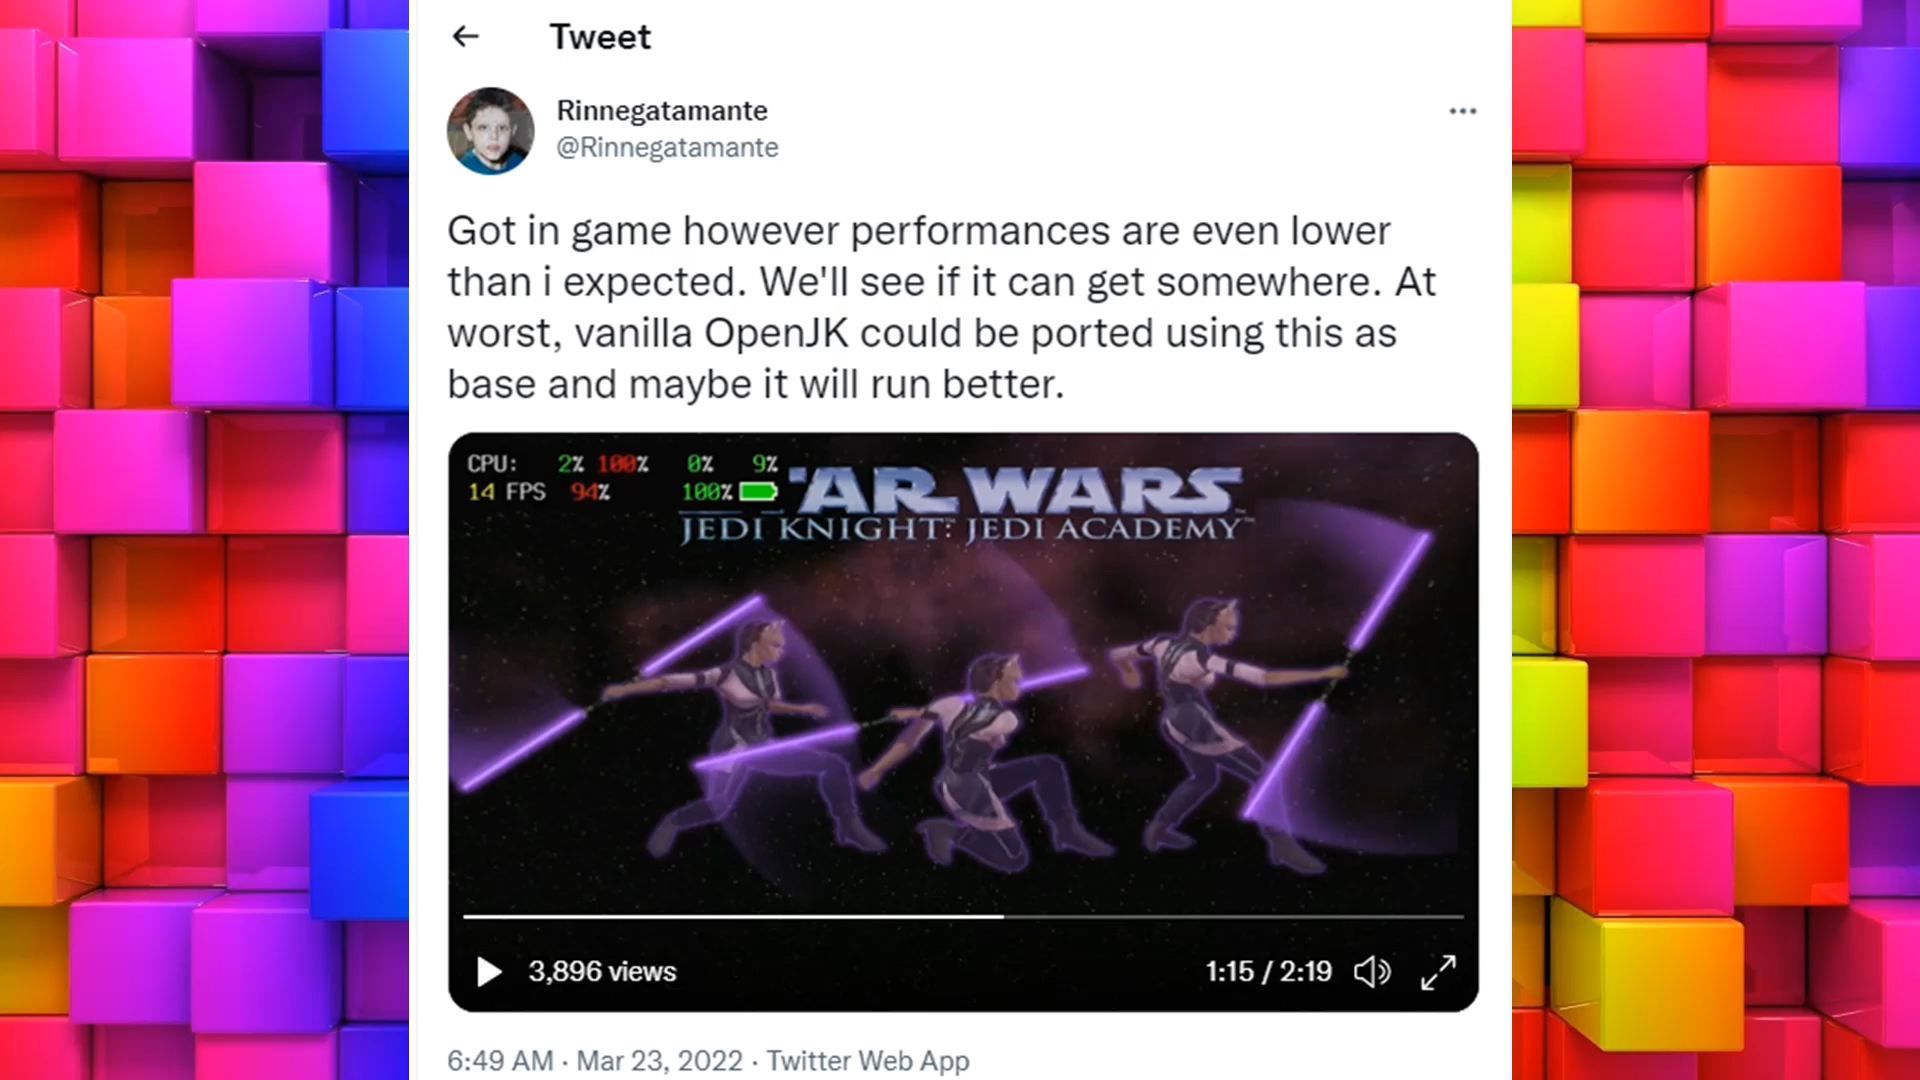 Tweet
Rinnegatamante
@Rinnegatamante
Got in game however performances are even lower
than i expected. We'll see if it can get somewhere. At
worst, vanilla OpenJK could be ported using this as
base and maybe it will run better.
CPU: 2% 100% 0% 9%
14 FPS 94% 100%
'AR WARS
JEDI KNIGHT™: JEDI ACADEMY™
3,896 views
1:15 / 2:19
6:49 AM · Mar 23, 2022 · Twitter Web App